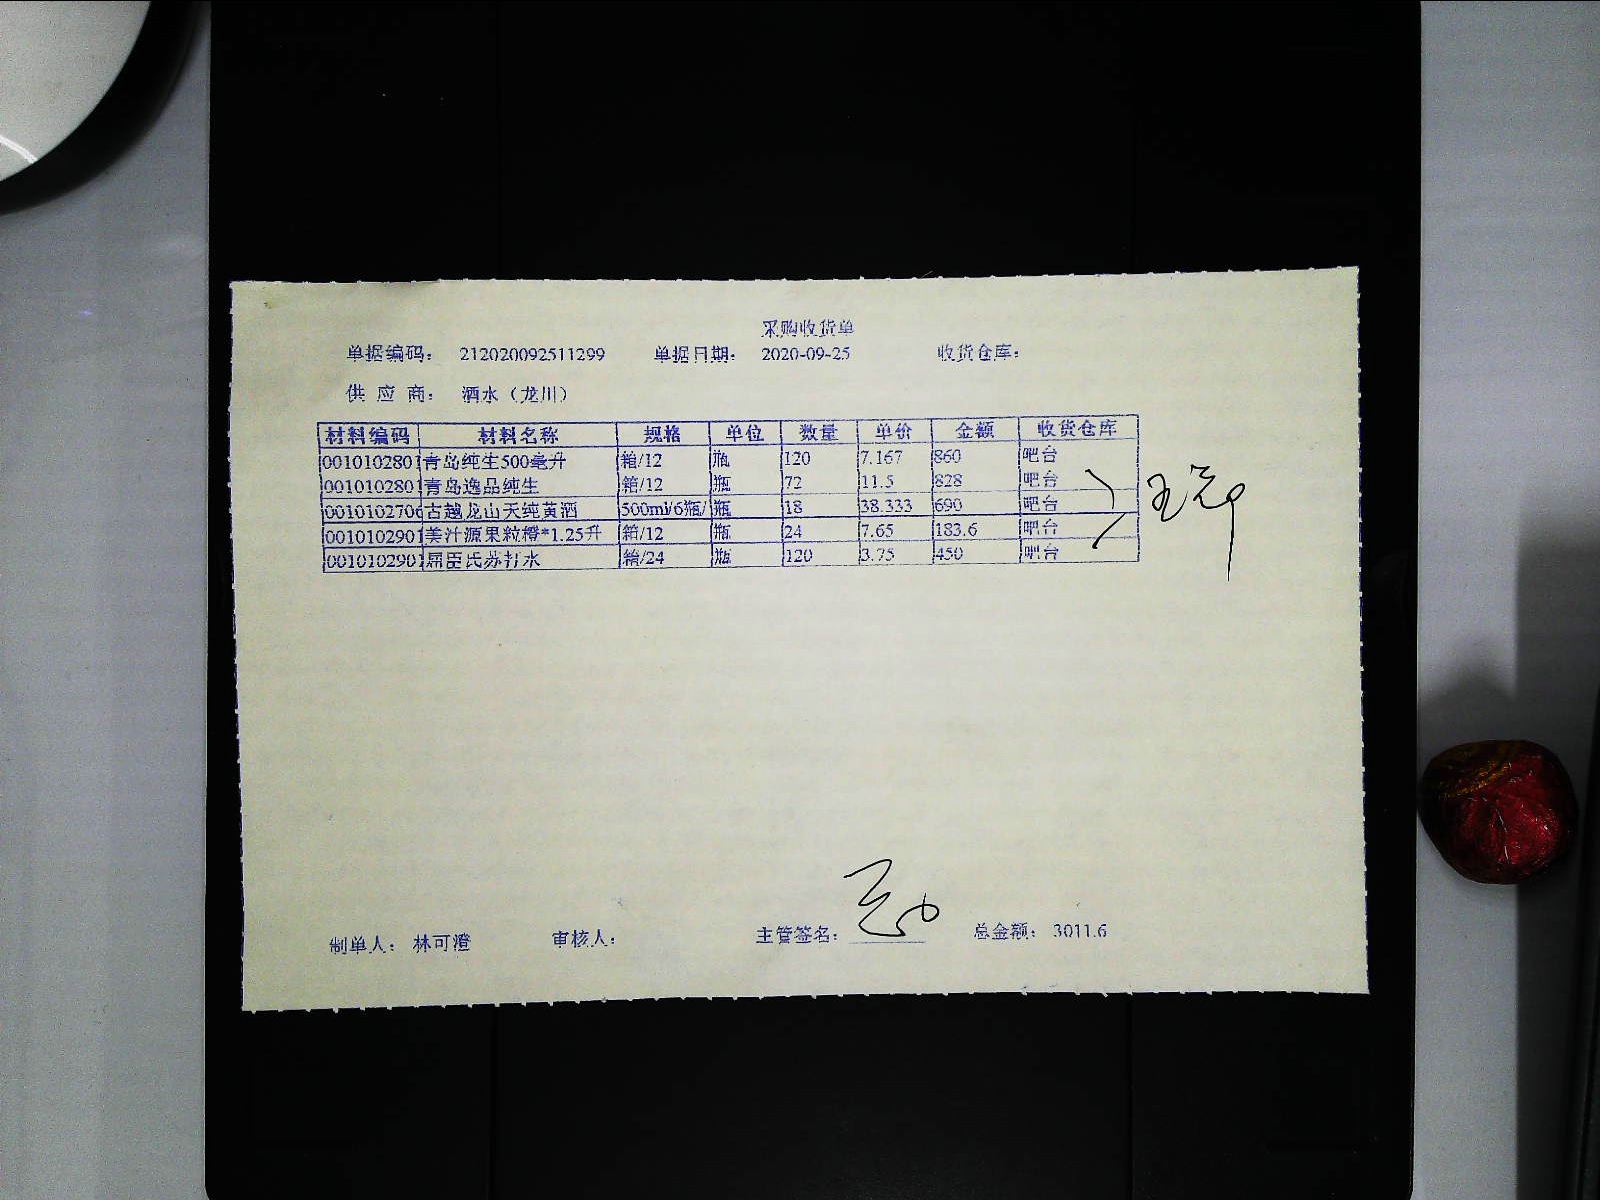 采购收货单
单据编码： 212020092511299 单据日期： 2020-09-25 收货仓库：
供 应 商： 酒水（龙川）
材料编码 材料名称 规格 单位 数量 单价 金额 收货仓库
0010102801 青岛纯生500毫升 箱/12 瓶 120 7.167 860 吧台
0010102801 青岛逸品纯生 箱/12 瓶 72 11.5 828 吧台
0010102706 古越龙山天纯黄酒 500ml/6瓶/ 瓶 18 38.333 690 吧台
0010102901 美汁源果粒橙*1.25升 箱/12 瓶 24 7.65 183.6 吧台
0010102901 屈臣氏苏打水 箱/24 瓶 120 3.75 450 吧台
制单人： 林可澄 审核人： 主管签名： 总金额： 3011.6